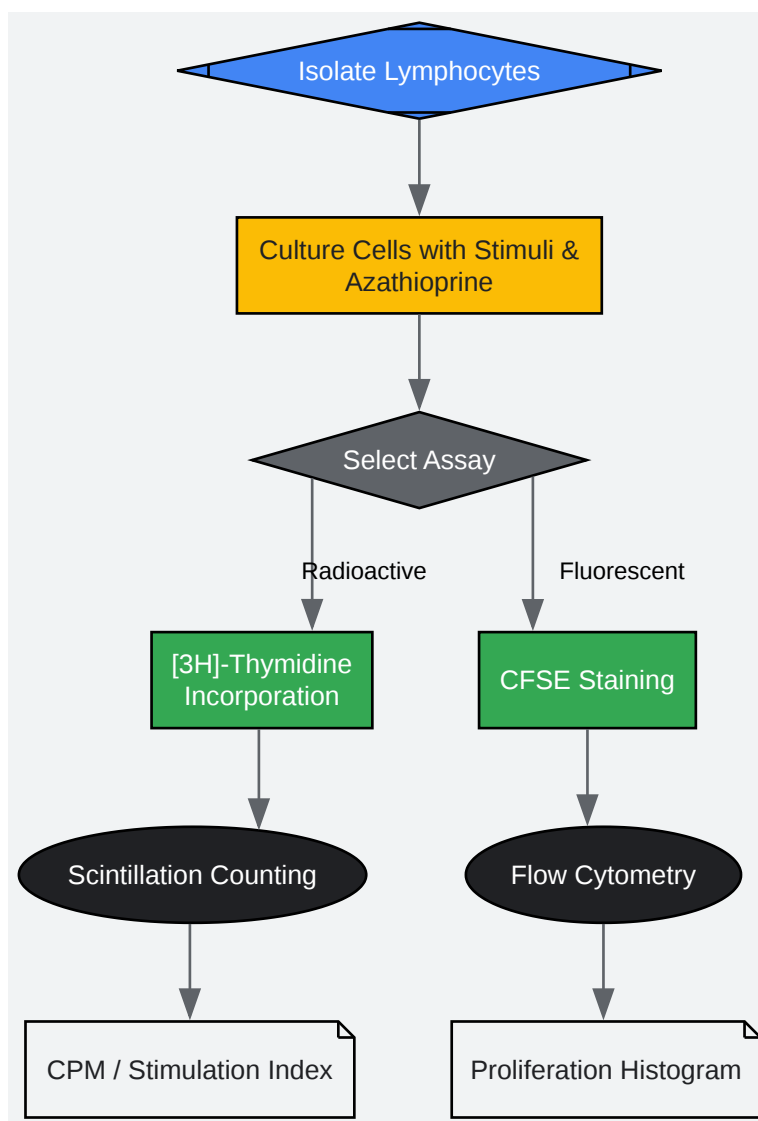 Isolate Lymphocytes
Culture Cells with Stimuli &
Azathioprine
Select Assay
Radioactive
Fluorescent
[3H]-Thymidine
Incorporation
CFSE Staining
Scintillation Counting
Flow Cytometry
CPM / Stimulation Index
Proliferation Histogram